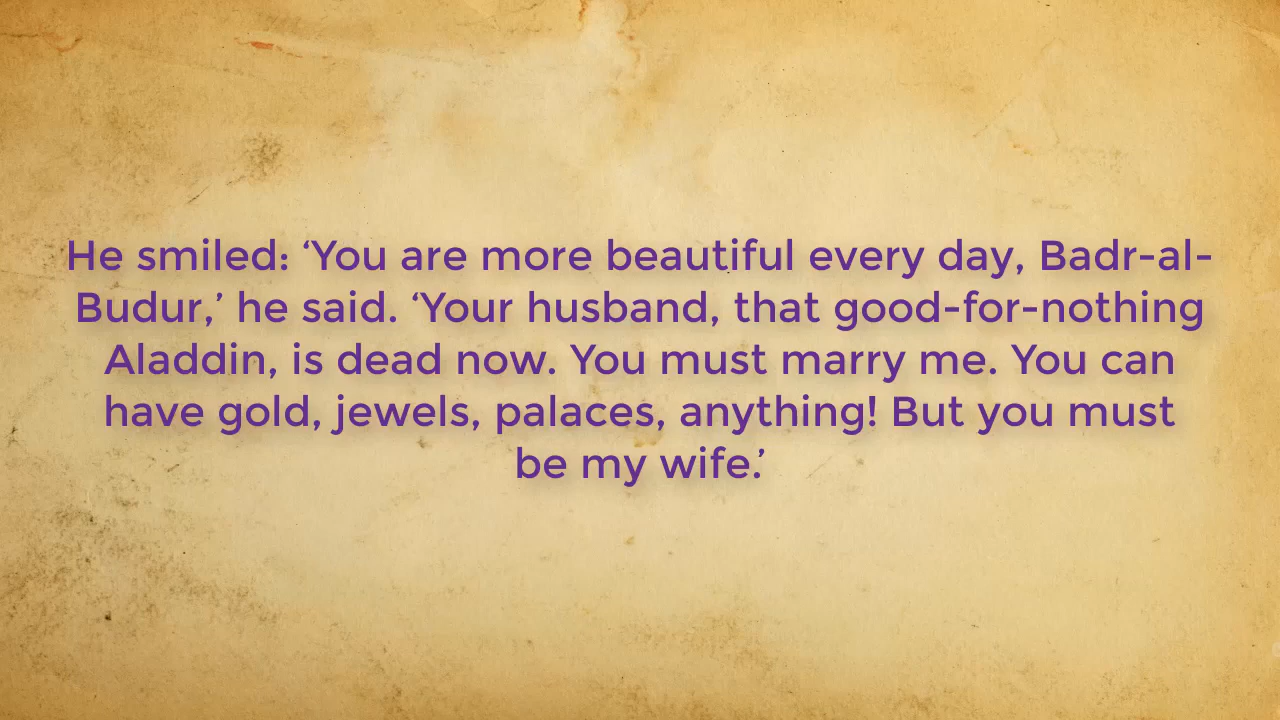 He smiled: ‘You are more beautiful every day, Badr-al-
Budur,’ he said. ‘Your husband, that good-for-nothing
Aladdin, is dead now. You must marry me. You can
have gold, jewels, palaces, anything! But you must
be my wife.’